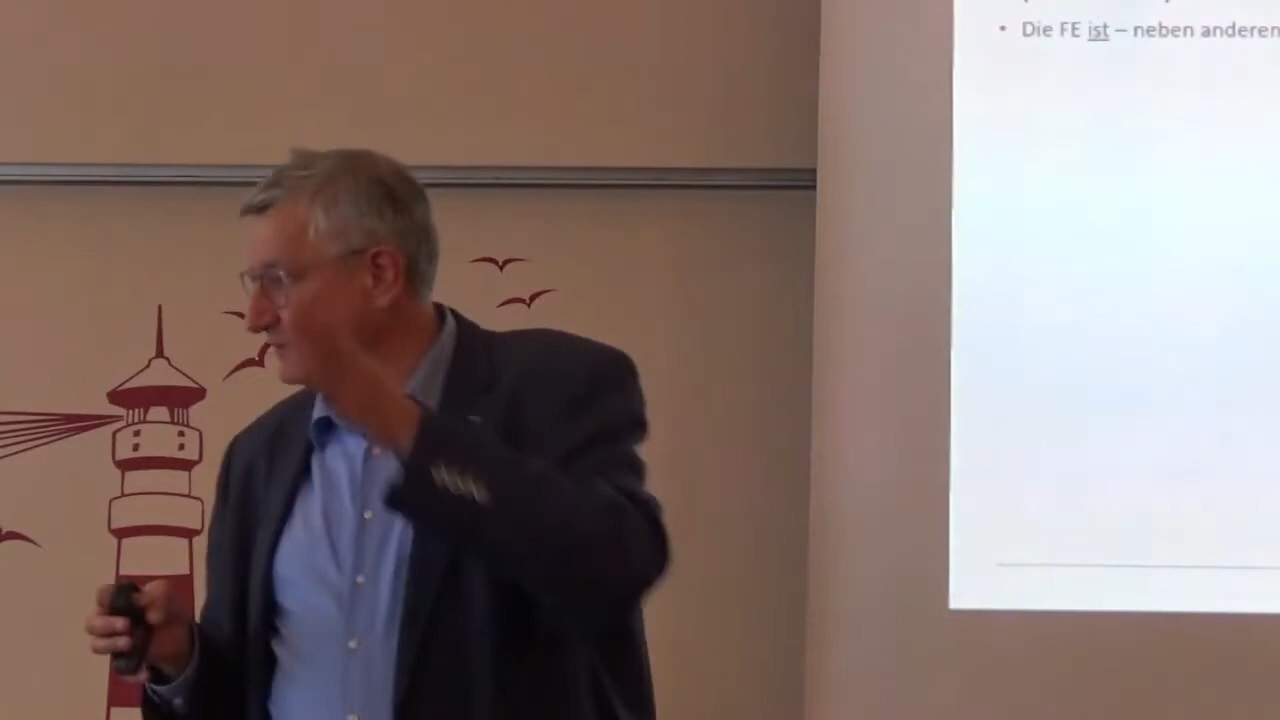 • Die FE ist – neben anderen